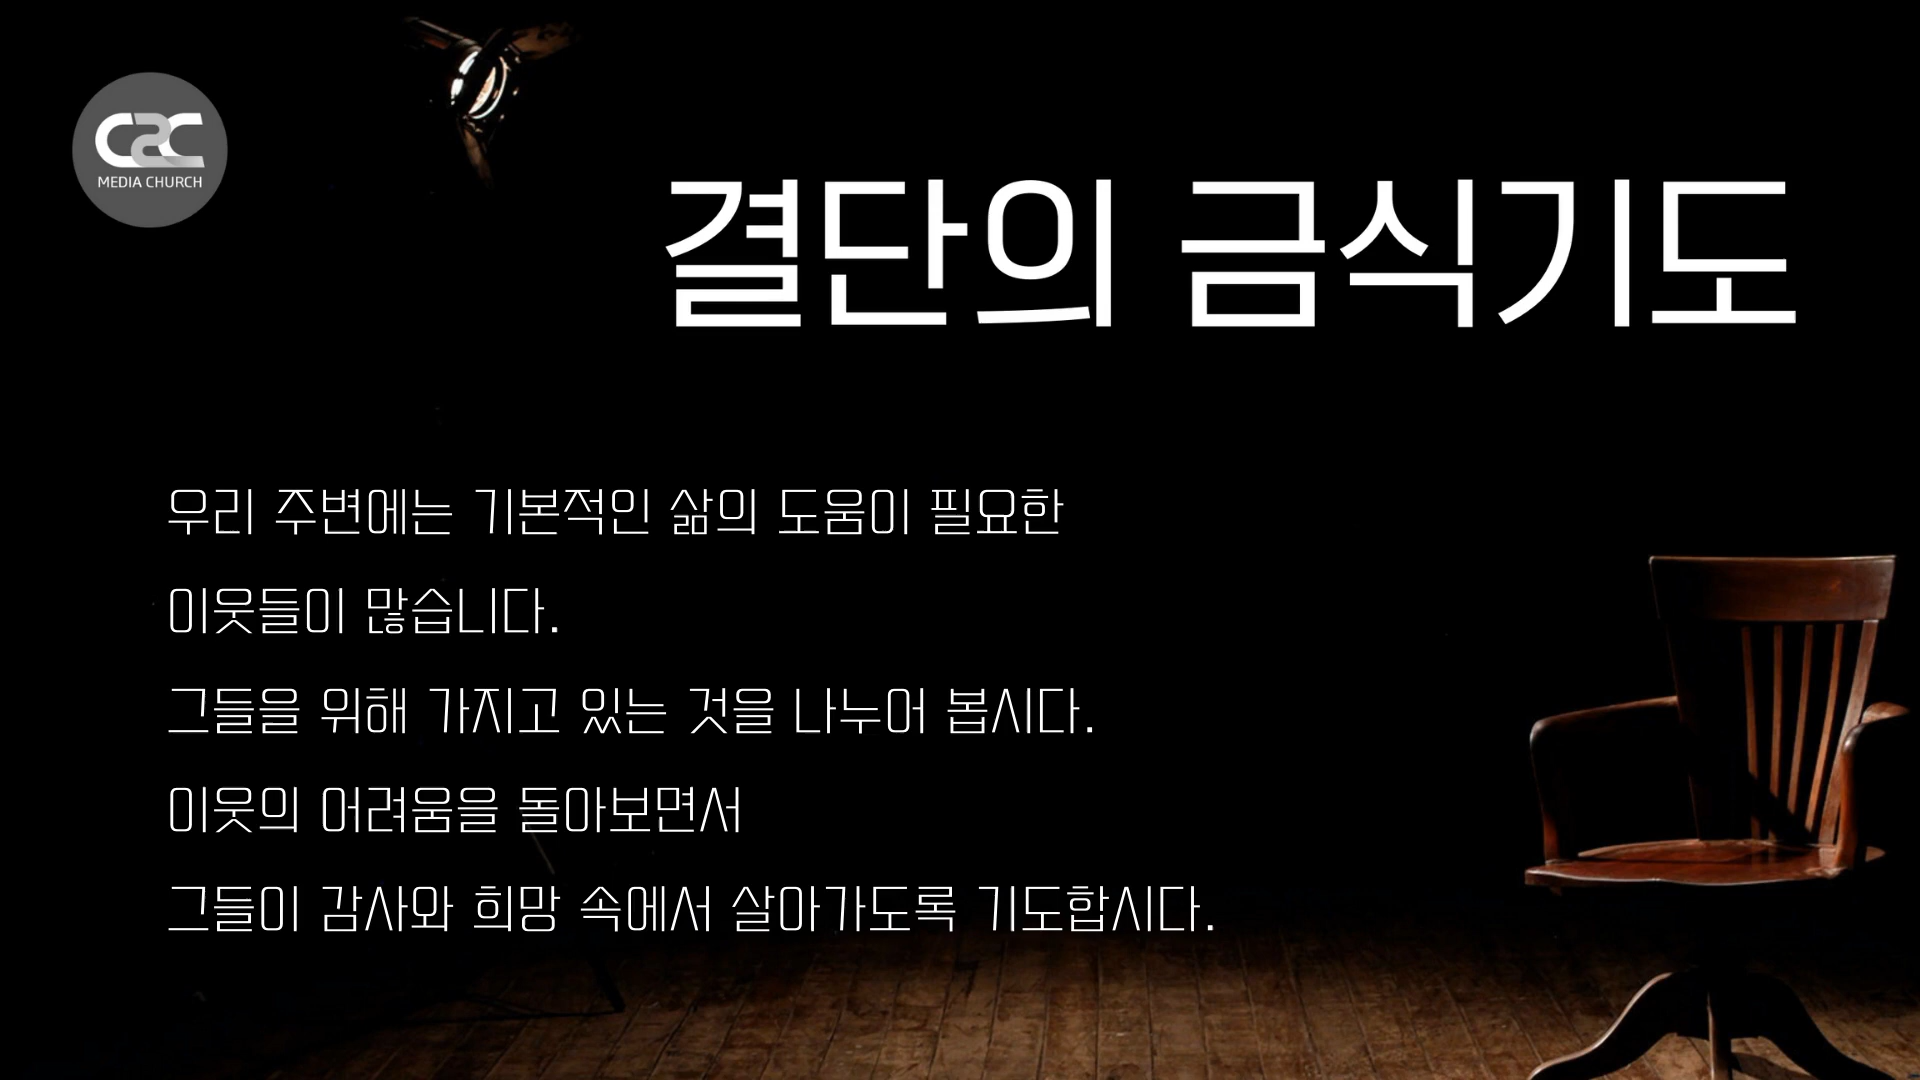 C2C
MEDIA CHURCH
결단의 금식기도
우리 주변에는 기본적인 삶의 도움이 필요한
이웃들이 많습니다.
그들을 위해 가지고 있는 것을 나누어 봅시다.
이웃의 어려움을 돌아보면서
그들이 감사와 희망 속에서 살아가도록 기도합시다.